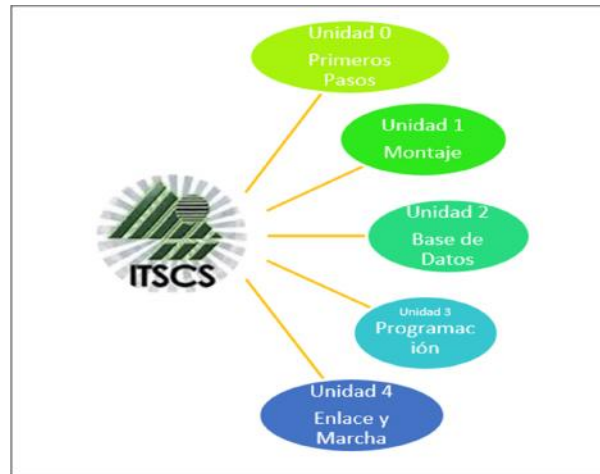 Unidad 0
Primeros
Pasos
Unidad 1
Montaje
Unidad 2
Base de
Datos
ITSCS
Unidad 3
Programac
ión
Unidad 4
Enlace y
Marcha